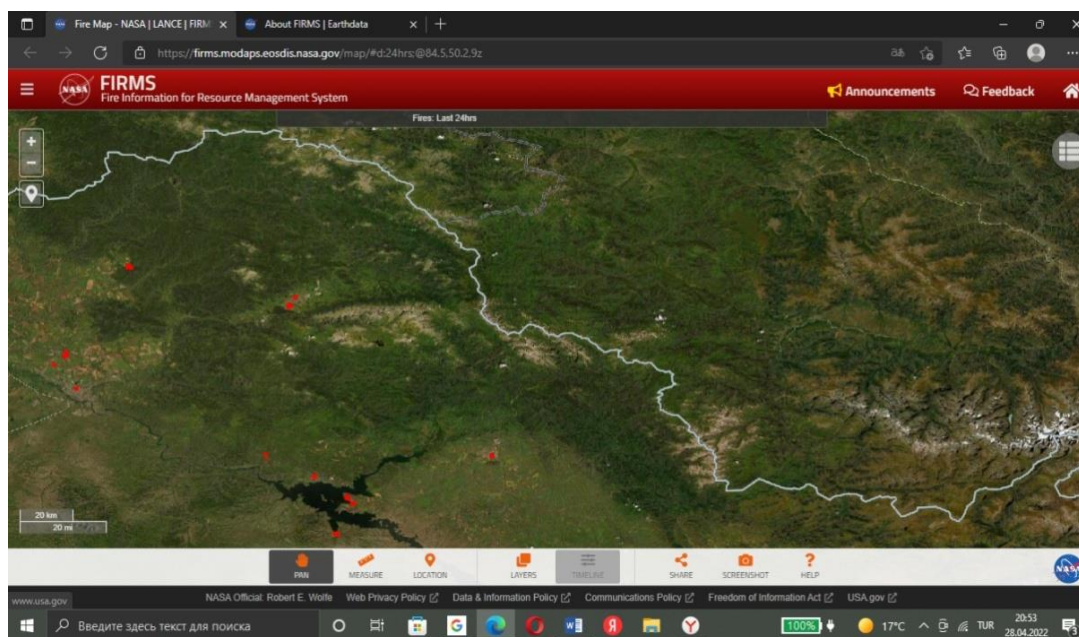 Fire Map - NASA | LANCE | FIRM
About FIRMS | Earthdata
https://firms.modaps.eosdis.nasa.gov/map/#d:24hrs;@84.5,50.2,9z
NASA
FIRMS
Fire Information for Resource Management System
Announcements
Feedback
Fires: Last 24hrs
20 km
20 mi
PAN
MEASURE
LOCATION
LAYERS
TIMELINE
SHARE
SCREENSHOT
HELP
NASA
www.usa.gov
NASA Official: Robert E. Wolfe Web Privacy Policy Data & Information Policy Communications Policy Freedom of Information Act USA.gov
Введите здесь текст для поиска
100%
17°C
TUR
20:53
28.04.2022